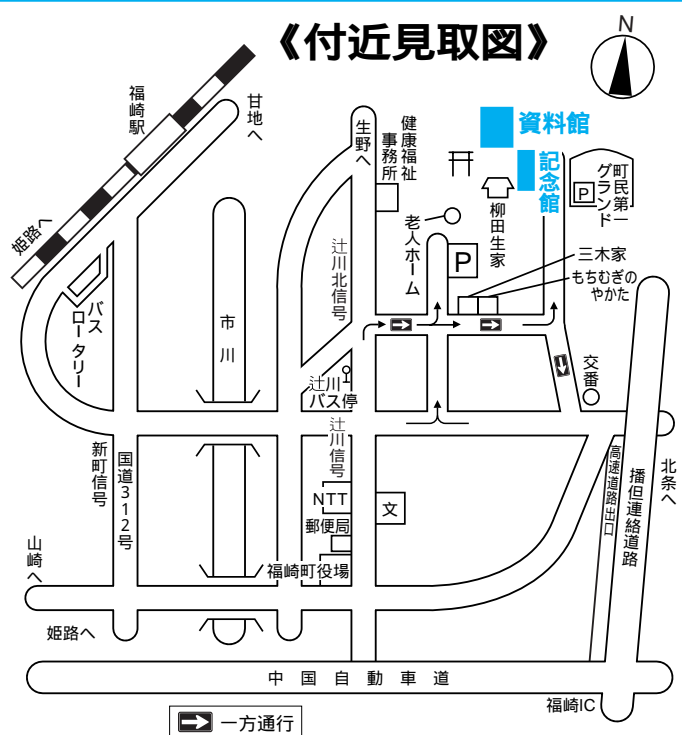 《付近見取図》
N
福崎駅
甘地へ
生野へ
健康福祉
事務所
資料館
記念館
町民第一
グランド
P
柳田生家
老人ホーム
P
三木家
もちむぎの
やかた
姫路へ
バス
ロータリー
市川
辻川北信号
辻川
バス停
交番
辻川信号
新町信号
国道312号
NTT
文
郵便局
福崎町役場
高速道路出口
播但連絡道路
北条へ
山崎へ
姫路へ
中国自動車道
福崎IC
一方通行